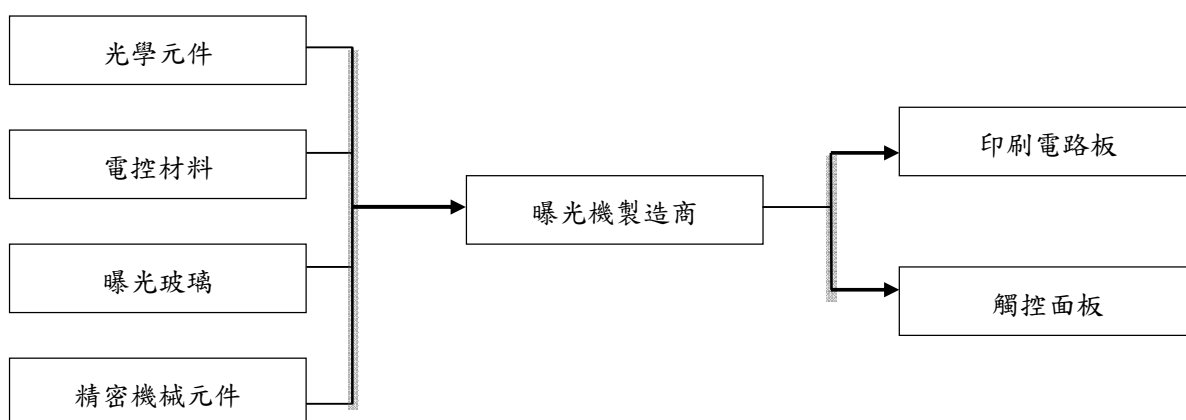 光學元件
電控材料
曝光玻璃
精密機械元件
曝光機製造商
印刷電路板
觸控面板